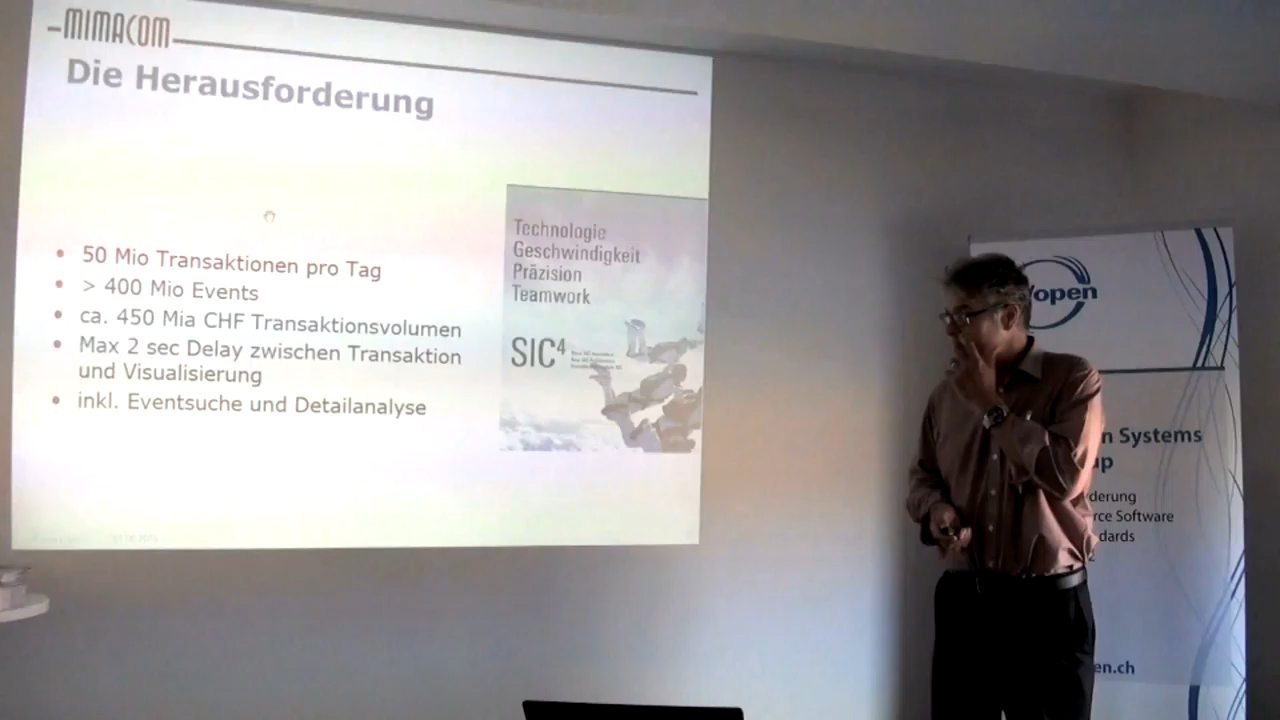 MIMACOM
Die Herausforderung
50 Mio Transaktionen pro Tag
> 400 Mio Events
ca. 450 Mia CHF Transaktionsvolumen
Max 2 sec Delay zwischen Transaktion
und Visualisierung
inkl. Eventsuche und Detailanalyse
Technologie
Geschwindigkeit
Präzision
Teamwork
SIC4
/open
n Systems
up
derung
rce Software
dards
en.ch